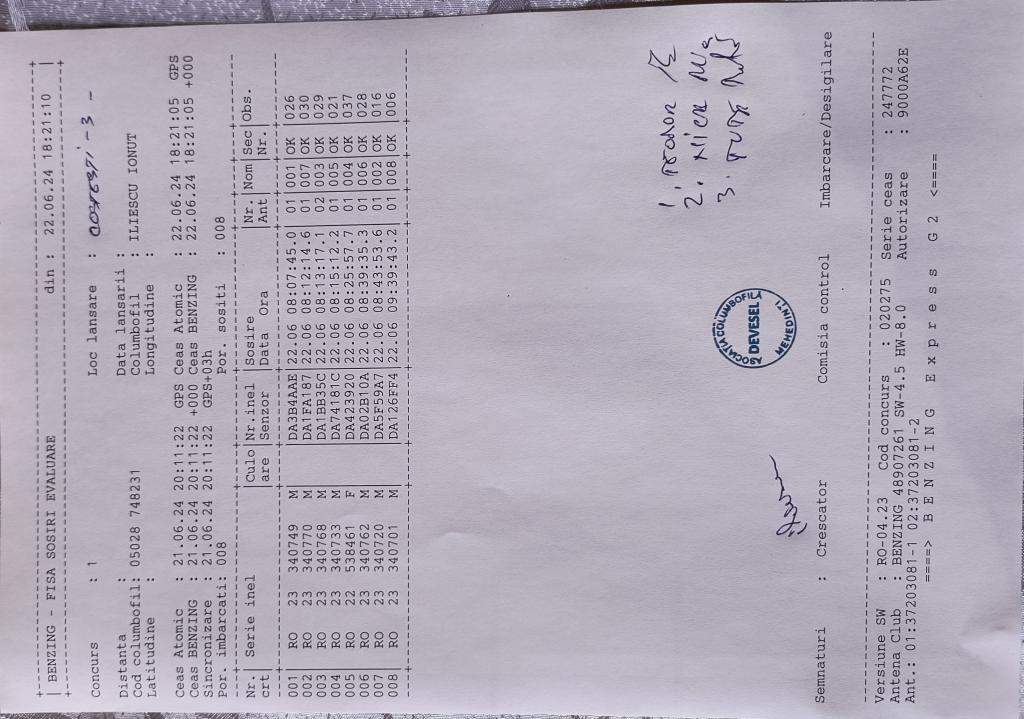 BENZING - FISA SOSIRI EVALUARE din : 22.06.24 18:21:10
Concurs : 1 Loc lansare :
Distanta : Data lansarii :
Cod columbofil: 05028 748231 Columbofil : ILIESCU IONUT
Latitudine : Longitudine :
Ceas Atomic : 21.06.24 20:11:22 GPS Ceas Atomic : 22.06.24 18:21:05 GPS
Ceas BENZING : 21.06.24 20:11:22 +000 Ceas BENZING : 22.06.24 18:21:05 +000
Sincronizare : 21.06.24 20:11:22 GPS+03h
Por. imbarcati: 008 Por. sositi : 008
Nr. | Serie inel | Culo | Nr.inel | Sosire | Nr. | Nom | Sec | Obs.
crt | are | Senzor | Data Ora | Ant | Nr. |
001 | RO 23 340749 M | DA3B4AAE | 22.06 08:07:45.0 | 01 | 001 | OK | 026
002 | RO 23 340770 M | DA1FA187 | 22.06 08:12:14.6 | 01 | 007 | OK | 030
003 | RO 23 340768 M | DA1BB35C | 22.06 08:13:17.1 | 02 | 003 | OK | 029
004 | RO 23 340733 M | DA74181C | 22.06 08:15:12.2 | 01 | 005 | OK | 021
005 | RO 22 538461 F | DA423920 | 22.06 08:25:57.7 | 01 | 004 | OK | 037
006 | RO 23 340762 M | DA02B10A | 22.06 08:39:35.3 | 01 | 006 | OK | 028
007 | RO 23 340720 M | DA5F59A7 | 22.06 08:43:53.6 | 01 | 002 | OK | 016
008 | RO 23 340701 M | DA126FF4 | 22.06 09:39:43.2 | 01 | 008 | OK | 006
1.
2.
3.
ASOCIAȚIA COLUMBOFILĂ
DEVESEL
MEHEDINȚI
Semnaturi : Crescator Comisia control Imbarcare/Desigilare
Versiune SW : RO-04.23 Cod concurs : 020275 Serie ceas : 247772
Antena Club : BENZING 48907261 SW-4.5 HW-8.0 Autorizare : 9000A62E
Ant.: 01:37203081-1 02:37203081-2
====> B E N Z I N G E x p r e s s G 2 <====